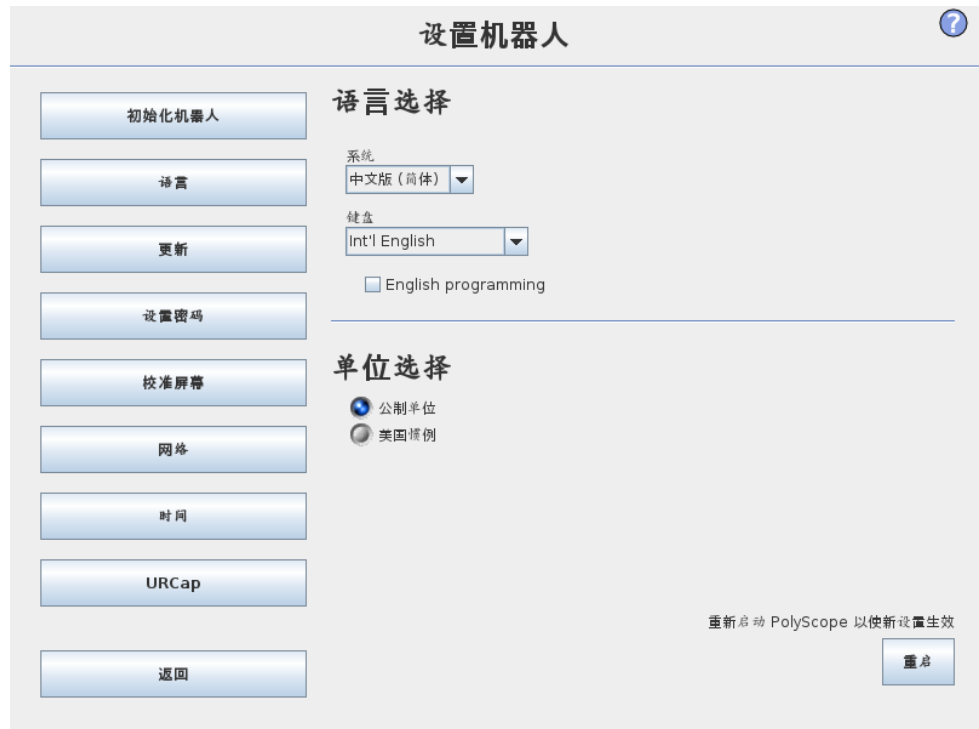 设置机器人
?
初始化机器人
语言
更新
设置密码
校准屏幕
网络
时间
URCap
返回
语言选择
系统
中文版（简体）
键盘
Int'l English
English programming
单位选择
公制单位
美国惯例
重新启动 PolyScope 以使新设置生效
重启